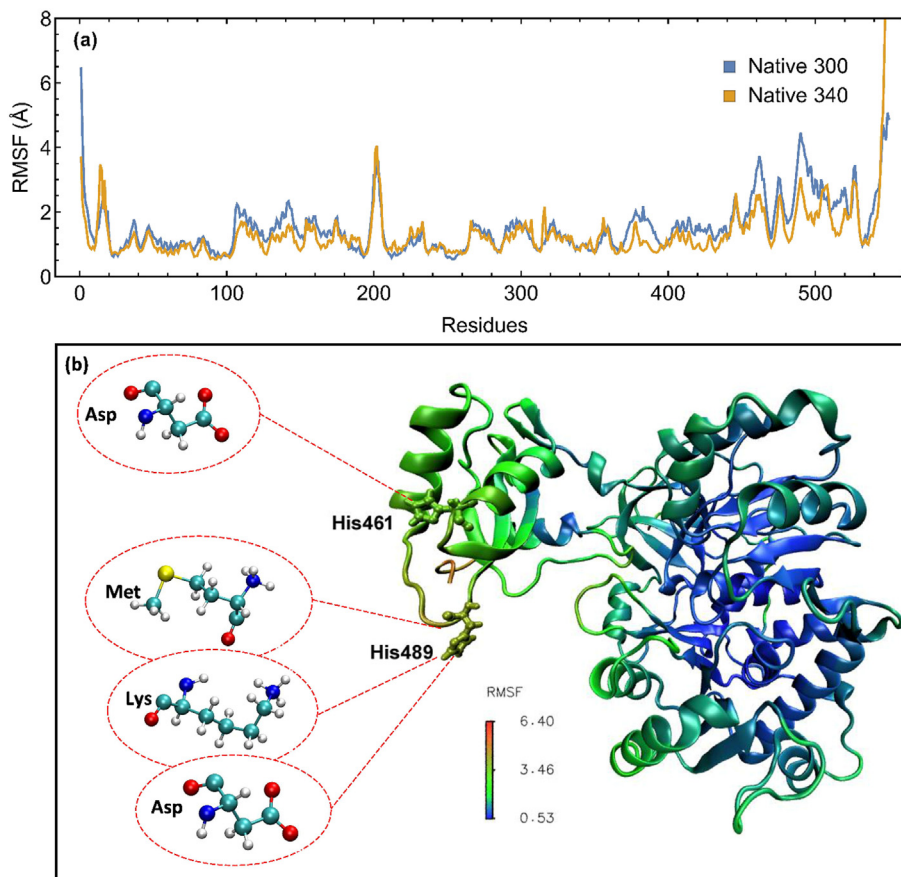 (a)
8
6
4
2
0
RMSF (Å)
Native 300
Native 340
0 100 200 300 400 500
Residues
(b)
Asp
His461
Met
His489
Lys
RMSF
6.40
3.46
0.53
Asp